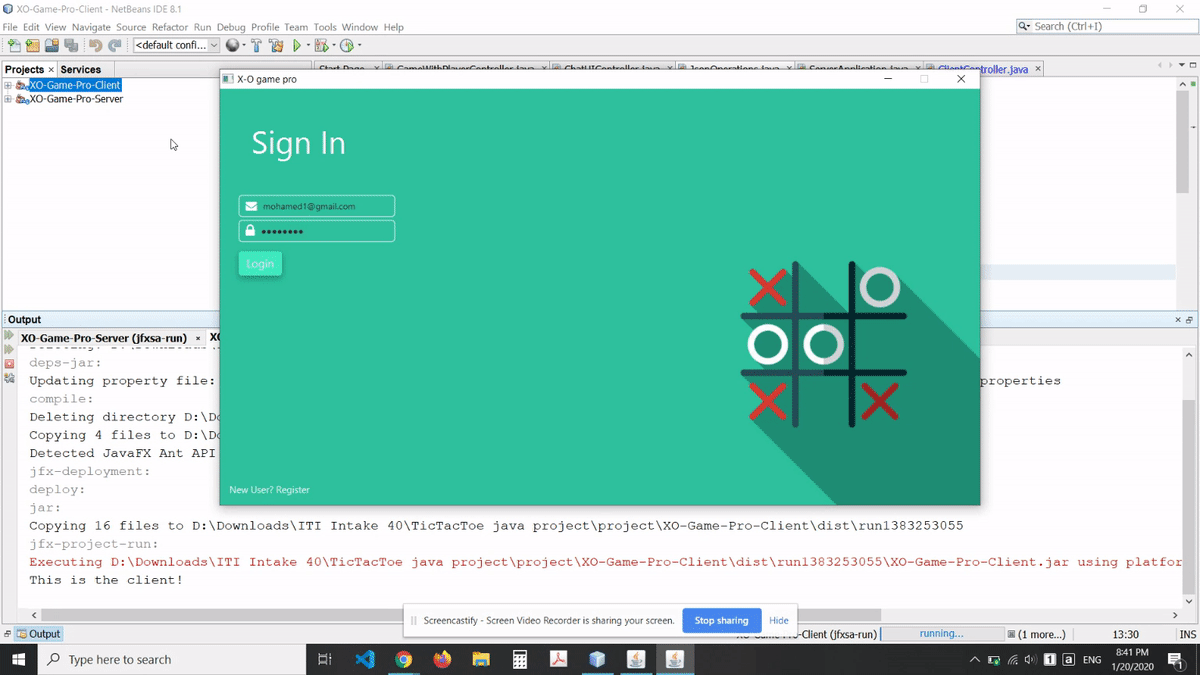 XO-Game-Pro-Client - NetBeans IDE 8.1
File Edit View Navigate Source Refactor Run Debug Profile Team Tools Window Help
Search (Ctrl+I)
<default confi...
Projects × Services
Start Page × GameWithPlayerController.java × ChatUIController.java × JsonOperations.java × ServerApplication.java × ClientController.java ×
XO-Game-Pro-Client
XO-Game-Pro-Server
X-O game pro
Sign In
mohamed1@gmail.com
••••••••
Login
New User? Register
Output
XO-Game-Pro-Server (jfxsa-run) × XO
deps-jar:
Updating property file: properties
compile:
Deleting directory D:\Do
Copying 4 files to D:\Do
Detected JavaFX Ant API
jfx-deployment:
deploy:
jar:
Copying 16 files to D:\Downloads\ITI Intake 40\TicTacToe java project\project\XO-Game-Pro-Client\dist\run1383253055
jfx-project-run:
Executing D:\Downloads\ITI Intake 40\TicTacToe java project\project\XO-Game-Pro-Client\dist\run1383253055\XO-Game-Pro-Client.jar using platfor
This is the client!
Screencastify - Screen Video Recorder is sharing your screen. Stop sharing Hide
Output XO-Game-Pro-Client (jfxsa-run) running... (1 more...) 13:30 INS
Type here to search
ENG
8:41 PM
1/20/2020
1